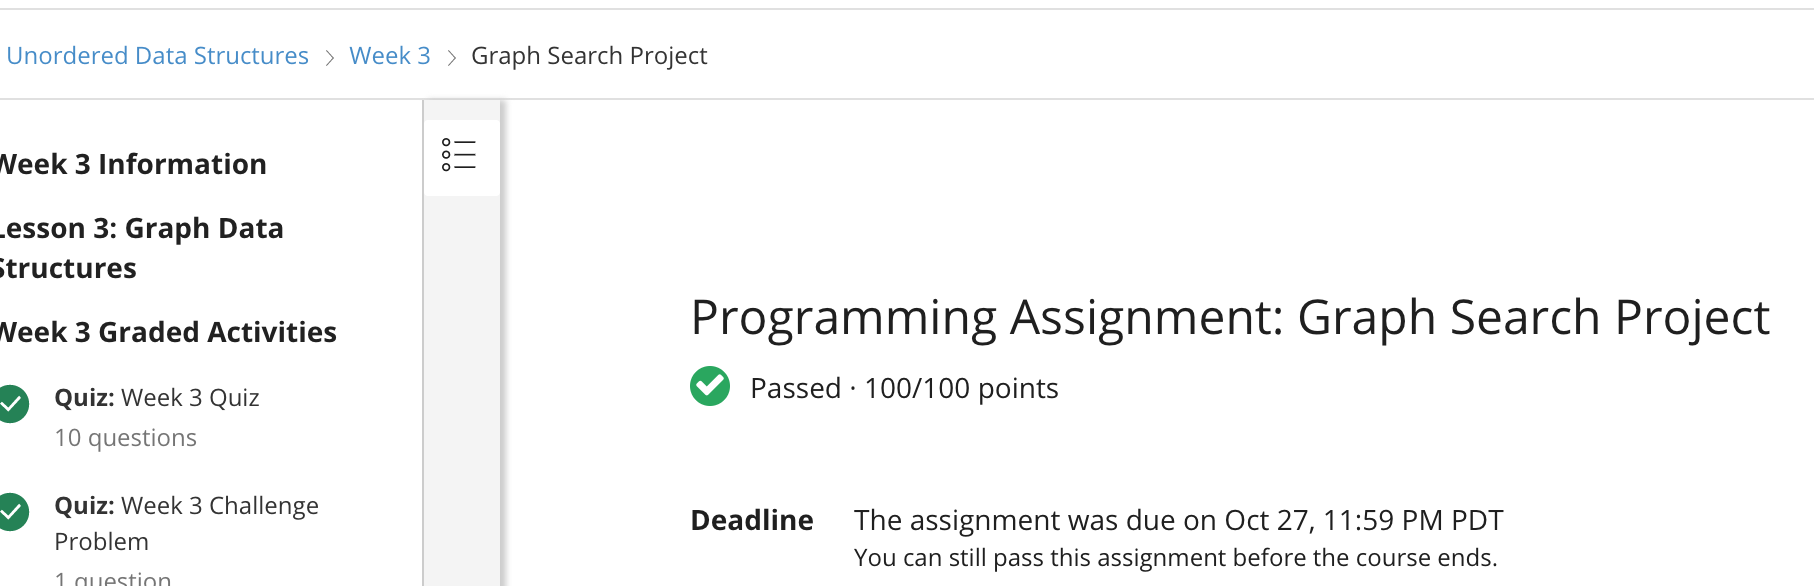 Unordered Data Structures > Week 3 > Graph Search Project
Week 3 Information
Lesson 3: Graph Data
Structures
Week 3 Graded Activities
Quiz: Week 3 Quiz
10 questions
Quiz: Week 3 Challenge
Problem
1 question
Programming Assignment: Graph Search Project
Passed · 100/100 points
Deadline The assignment was due on Oct 27, 11:59 PM PDT
You can still pass this assignment before the course ends.